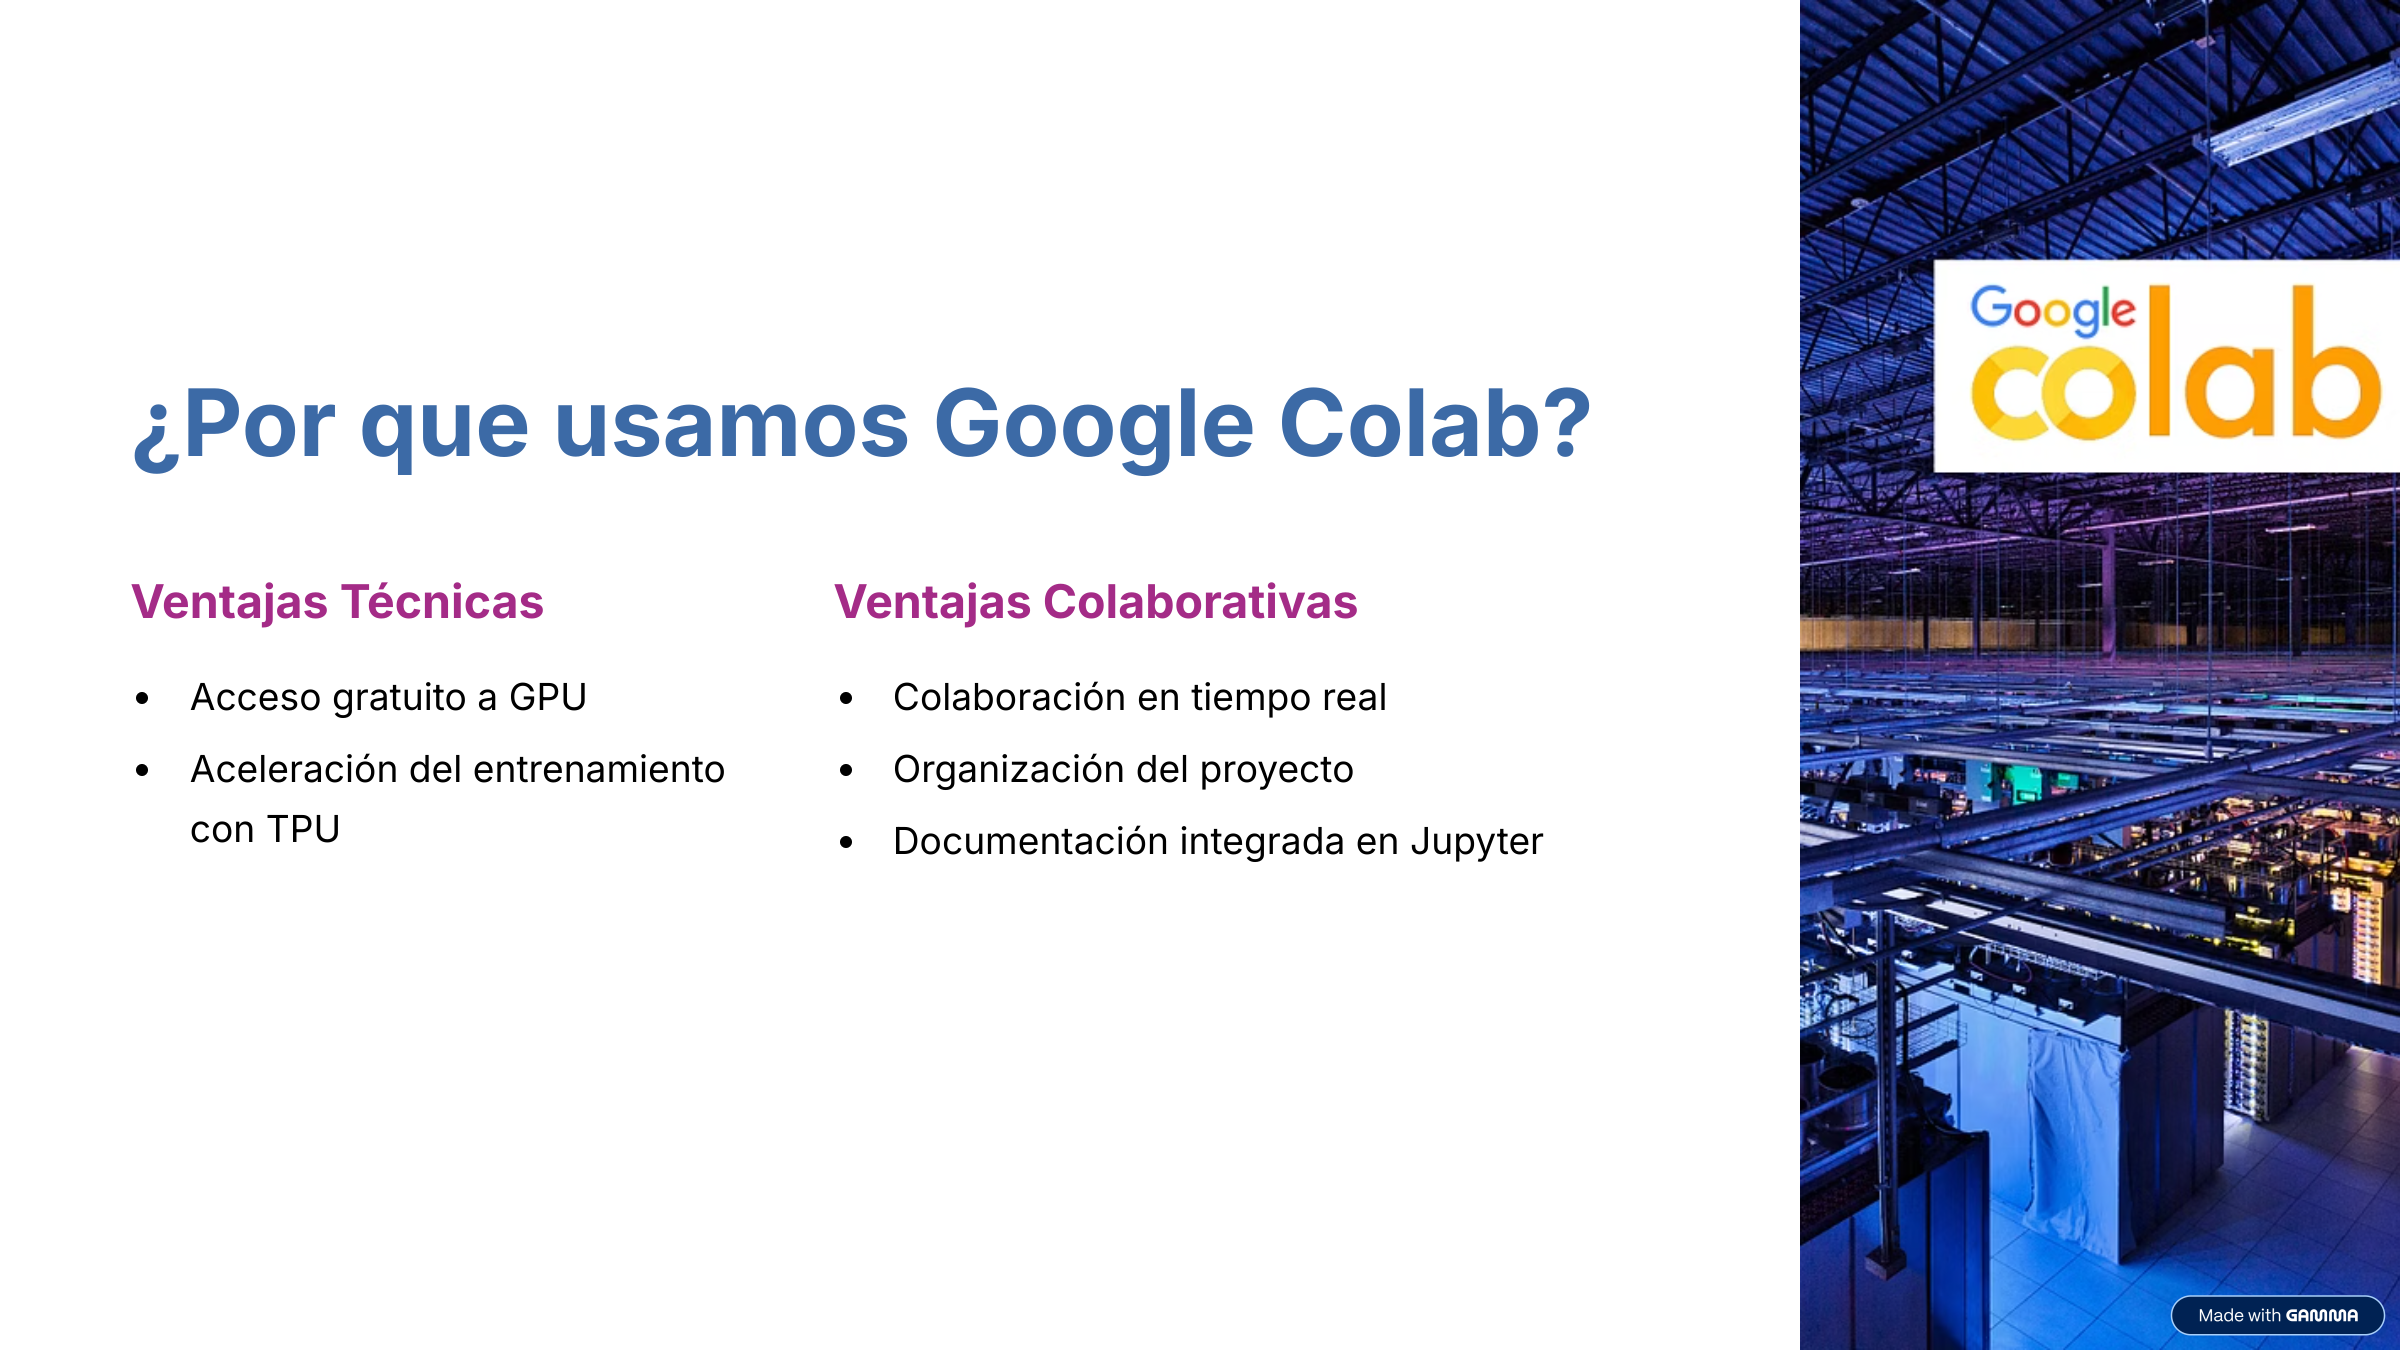 ¿Por que usamos Google Colab?
Ventajas Técnicas
• Acceso gratuito a GPU
• Aceleración del entrenamiento
con TPU
Ventajas Colaborativas
• Colaboración en tiempo real
• Organización del proyecto
• Documentación integrada en Jupyter
Google
colab
Made with GAMMA